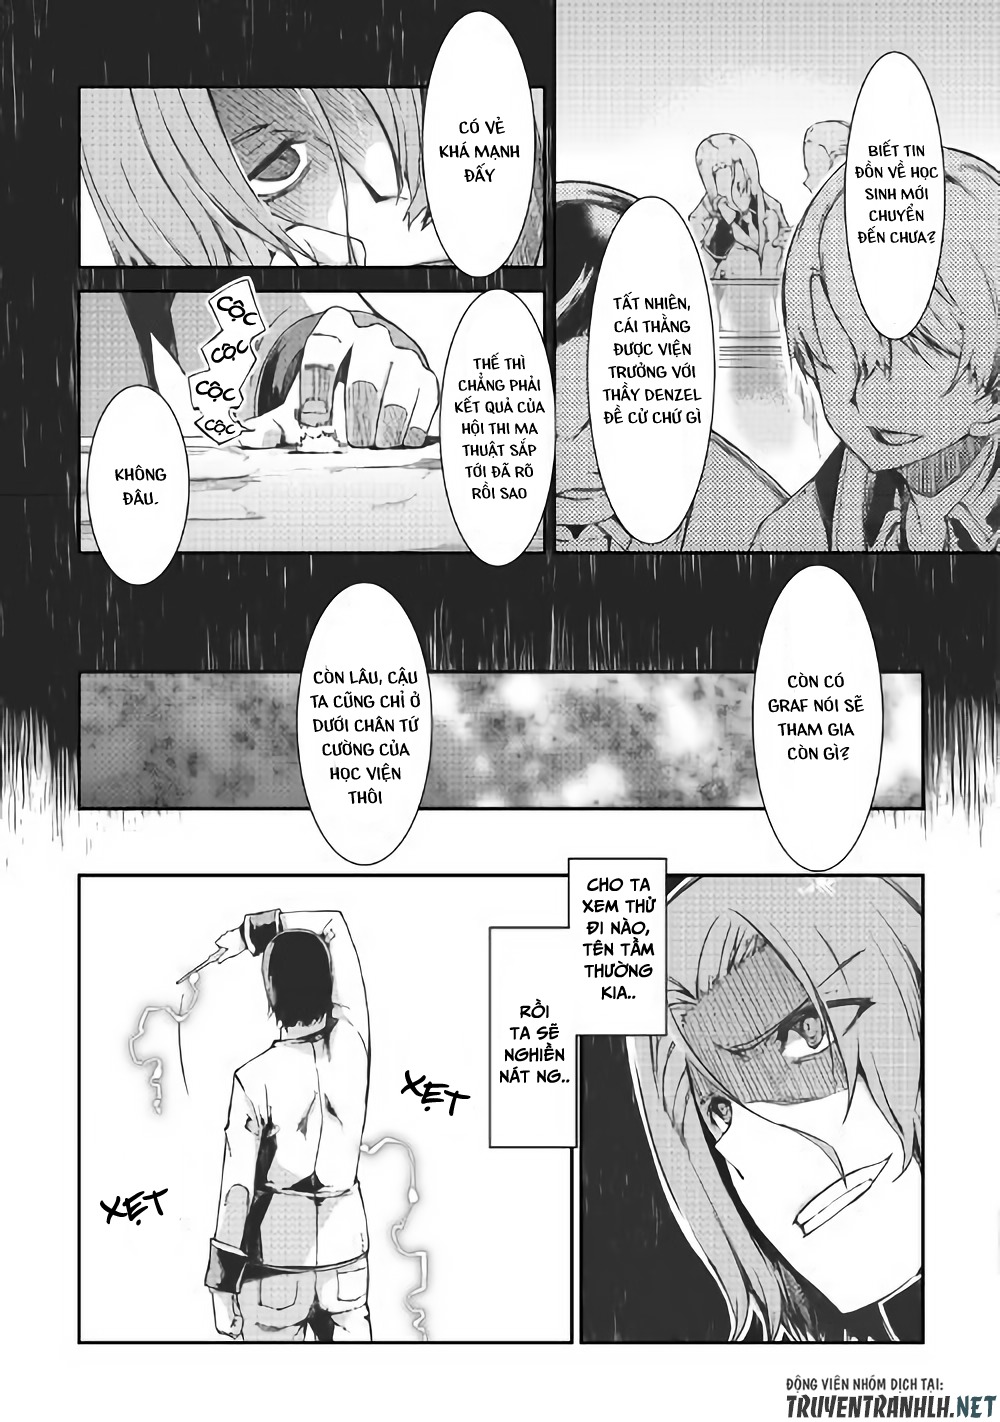 BIẾT TIN
ĐỒN VỀ HỌC
SINH MỚI
CHUYỂN
ĐẾN CHƯA?
TẤT NHIÊN,
CÁI THẰNG
ĐƯỢC VIỆN
TRƯỞNG VỚI
THẦY DENZEL
ĐỀ CỬ CHỨ GÌ
CÓ VẺ
KHÁ MẠNH
ĐẤY
THẾ THÌ
CHẲNG PHẢI
KẾT QUẢ CỦA
HỘI THI MA
THUẬT SẮP
TỚI ĐÃ RÕ
RỒI SAO
CỘC
CỘC
CỘC
CỘC
KHÔNG
ĐÂU.
CÒN CÓ
GRAF NÓI SẼ
THAM GIA
CÒN GÌ?
CÒN LÂU, CẬU
TA CŨNG CHỈ Ở
DƯỚI CHÂN TỨ
CƯỜNG CỦA
HỌC VIỆN
THÔI
CHO TA
XEM THỬ
ĐI NÀO,
TÊN TẦM
THƯỜNG
KIA..
RỒI
TA SẼ
NGHIỀN
NÁT NG..
XẸT
XẸT
ĐỘNG VIÊN NHÓM DỊCH TẠI:
TRUYENTRANHLH.NET